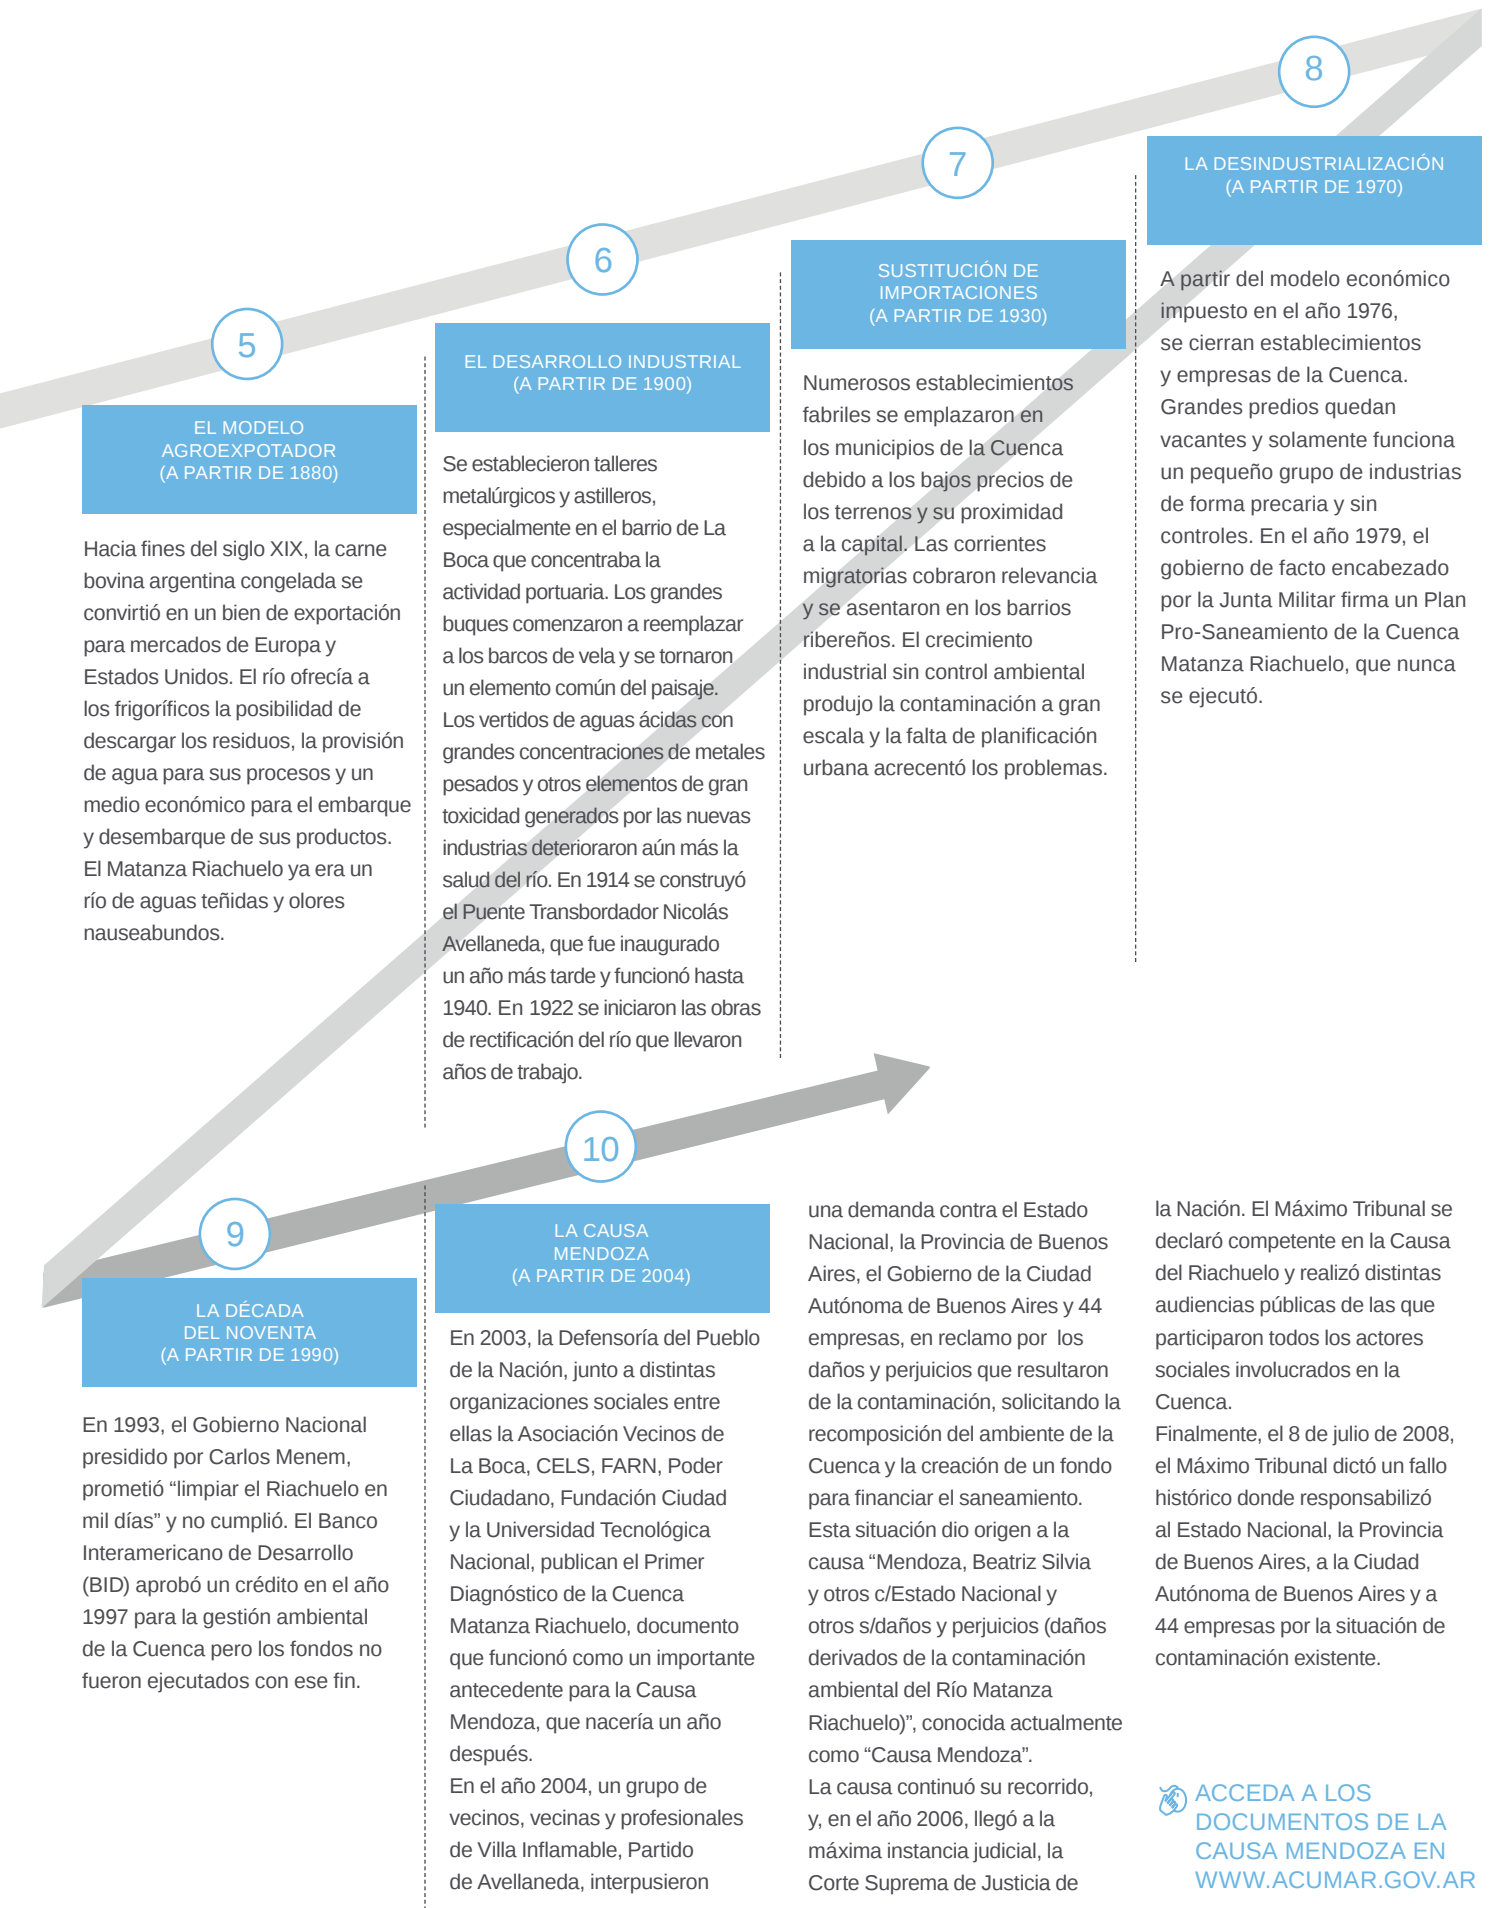 5
EL MODELO
AGROEXPOTADOR
(A PARTIR DE 1880)
Hacia fines del siglo XIX, la carne
bovina argentina congelada se
convirtió en un bien de exportación
para mercados de Europa y
Estados Unidos. El río ofrecía a
los frigoríficos la posibilidad de
descargar los residuos, la provisión
de agua para sus procesos y un
medio económico para el embarque
y desembarque de sus productos.
El Matanza Riachuelo ya era un
río de aguas teñidas y olores
nauseabundos.
6
EL DESARROLLO INDUSTRIAL
(A PARTIR DE 1900)
Se establecieron talleres
metalúrgicos y astilleros,
especialmente en el barrio de La
Boca que concentraba la
actividad portuaria. Los grandes
buques comenzaron a reemplazar
a los barcos de vela y se tornaron
un elemento común del paisaje.
Los vertidos de aguas ácidas con
grandes concentraciones de metales
pesados y otros elementos de gran
toxicidad generados por las nuevas
industrias deterioraron aún más la
salud del río. En 1914 se construyó
el Puente Transbordador Nicolás
Avellaneda, que fue inaugurado
un año más tarde y funcionó hasta
1940. En 1922 se iniciaron las obras
de rectificación del río que llevaron
años de trabajo.
7
SUSTITUCIÓN DE
IMPORTACIONES
(A PARTIR DE 1930)
Numerosos establecimientos
fabriles se emplazaron en
los municipios de la Cuenca
debido a los bajos precios de
los terrenos y su proximidad
a la capital. Las corrientes
migratorias cobraron relevancia
y se asentaron en los barrios
ribereños. El crecimiento
industrial sin control ambiental
produjo la contaminación a gran
escala y la falta de planificación
urbana acrecentó los problemas.
8
LA DESINDUSTRIALIZACIÓN
(A PARTIR DE 1970)
A partir del modelo económico
impuesto en el año 1976,
se cierran establecimientos
y empresas de la Cuenca.
Grandes predios quedan
vacantes y solamente funciona
un pequeño grupo de industrias
de forma precaria y sin
controles. En el año 1979, el
gobierno de facto encabezado
por la Junta Militar firma un Plan
Pro-Saneamiento de la Cuenca
Matanza Riachuelo, que nunca
se ejecutó.
9
LA DÉCADA
DEL NOVENTA
(A PARTIR DE 1990)
En 1993, el Gobierno Nacional
presidido por Carlos Menem,
prometió “limpiar el Riachuelo en
mil días” y no cumplió. El Banco
Interamericano de Desarrollo
(BID) aprobó un crédito en el año
1997 para la gestión ambiental
de la Cuenca pero los fondos no
fueron ejecutados con ese fin.
10
LA CAUSA
MENDOZA
(A PARTIR DE 2004)
En 2003, la Defensoría del Pueblo
de la Nación, junto a distintas
organizaciones sociales entre
ellas la Asociación Vecinos de
La Boca, CELS, FARN, Poder
Ciudadano, Fundación Ciudad
y la Universidad Tecnológica
Nacional, publican el Primer
Diagnóstico de la Cuenca
Matanza Riachuelo, documento
que funcionó como un importante
antecedente para la Causa
Mendoza, que nacería un año
después.
En el año 2004, un grupo de
vecinos, vecinas y profesionales
de Villa Inflamable, Partido
de Avellaneda, interpusieron
una demanda contra el Estado
Nacional, la Provincia de Buenos
Aires, el Gobierno de la Ciudad
Autónoma de Buenos Aires y 44
empresas, en reclamo por  los
daños y perjuicios que resultaron
de la contaminación, solicitando la
recomposición del ambiente de la
Cuenca y la creación de un fondo
para financiar el saneamiento.
Esta situación dio origen a la
causa “Mendoza, Beatriz Silvia
y otros c/Estado Nacional y
otros s/daños y perjuicios (daños
derivados de la contaminación
ambiental del Río Matanza
Riachuelo)”, conocida actualmente
como “Causa Mendoza”.
La causa continuó su recorrido,
y, en el año 2006, llegó a la
máxima instancia judicial, la
Corte Suprema de Justicia de
la Nación. El Máximo Tribunal se
declaró competente en la Causa
del Riachuelo y realizó distintas
audiencias públicas de las que
participaron todos los actores
sociales involucrados en la
Cuenca.
Finalmente, el 8 de julio de 2008,
el Máximo Tribunal dictó un fallo
histórico donde responsabilizó
al Estado Nacional, la Provincia
de Buenos Aires, a la Ciudad
Autónoma de Buenos Aires y a
44 empresas por la situación de
contaminación existente.
ACCEDA A LOS
DOCUMENTOS DE LA
CAUSA MENDOZA EN
WWW.ACUMAR.GOV.AR